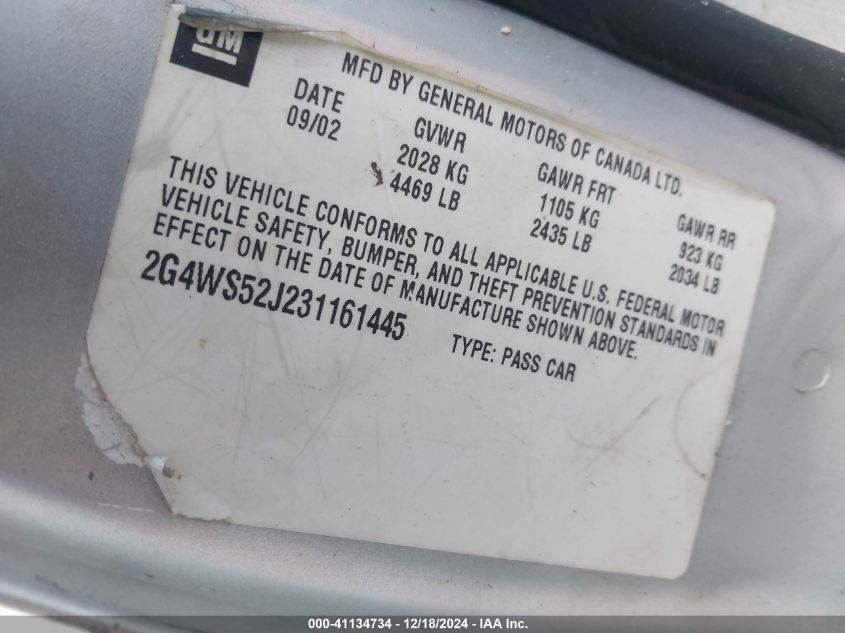 GM
MFD BY GENERAL MOTORS OF CANADA LTD.
DATE GVWR GAWR FRT GAWR RR
09/02 2028 KG 1105 KG 923 KG
4469 LB 2435 LB 2034 LB
THIS VEHICLE CONFORMS TO ALL APPLICABLE U.S. FEDERAL MOTOR
VEHICLE SAFETY, BUMPER, AND THEFT PREVENTION STANDARDS IN
EFFECT ON THE DATE OF MANUFACTURE SHOWN ABOVE.
2G4WS52J231161445 TYPE: PASS CAR
000-41134734 - 12/18/2024 - IAA Inc.